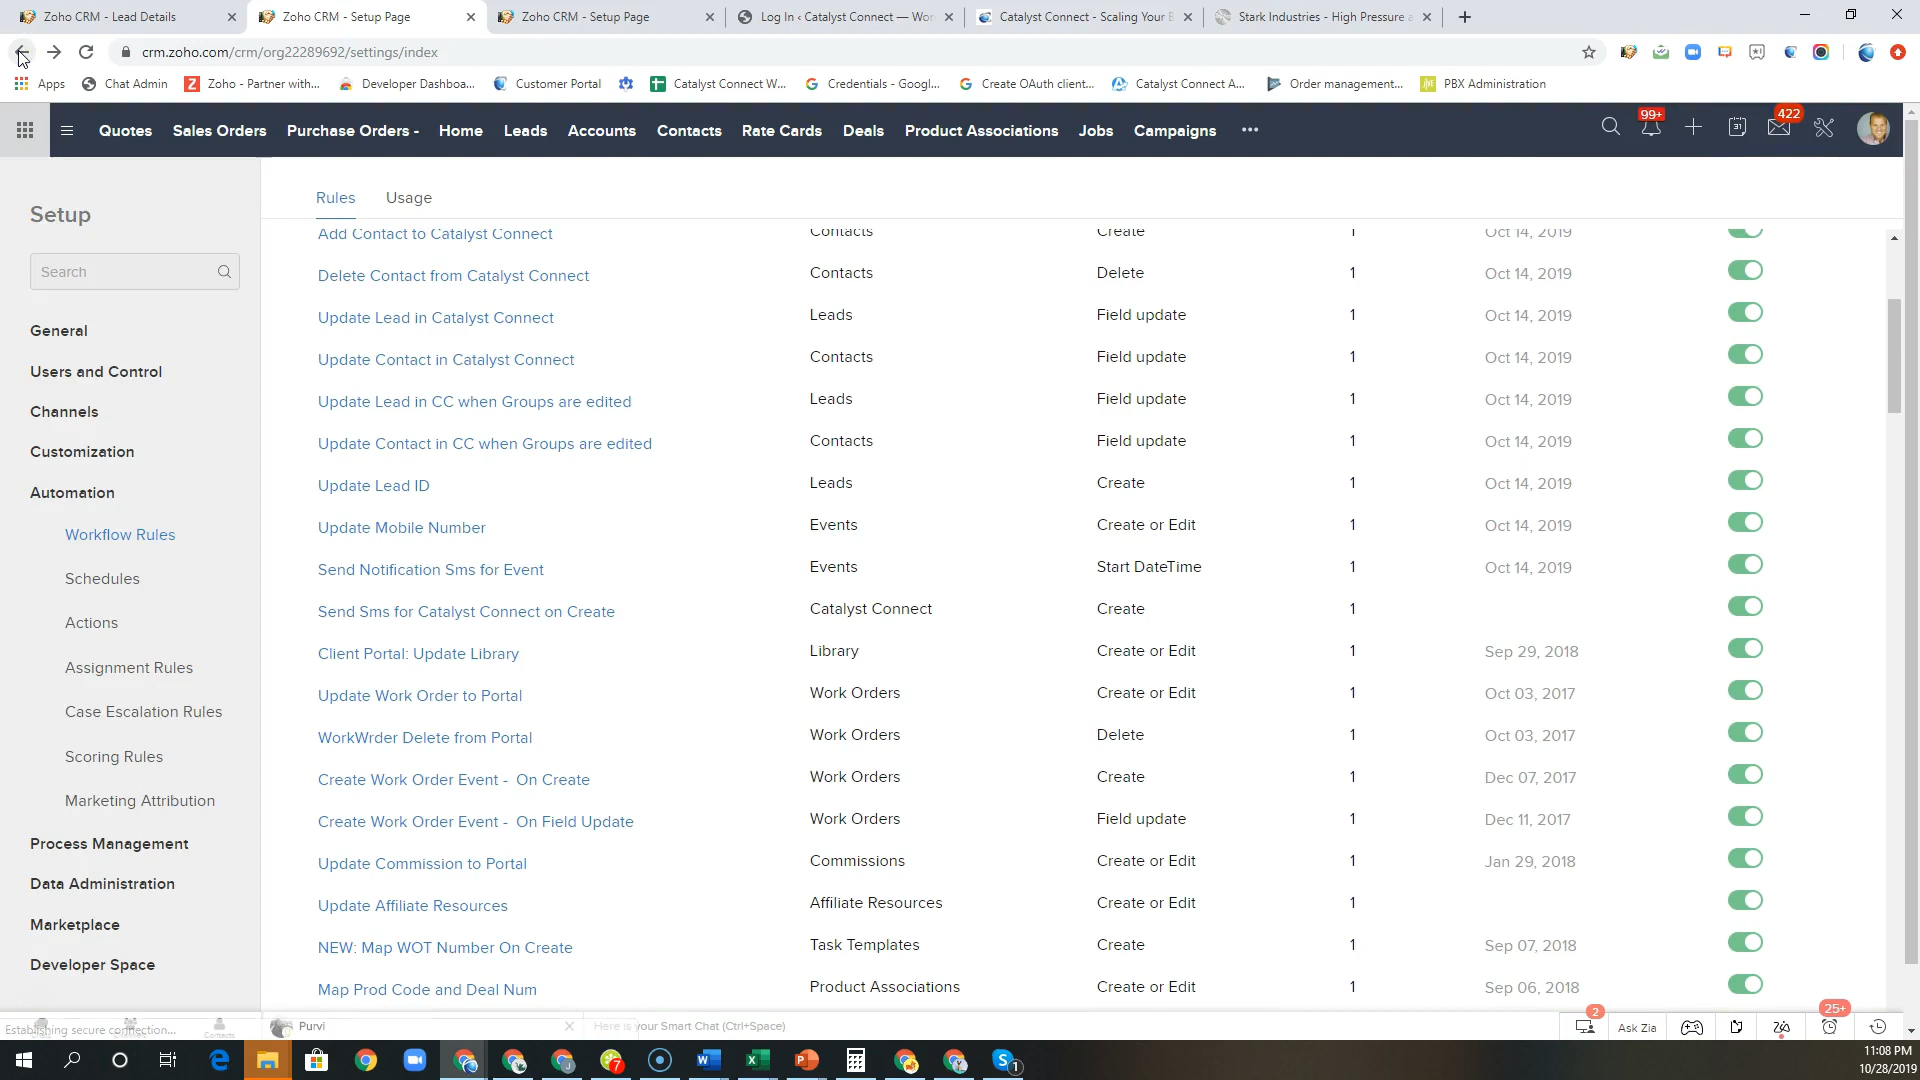 Zoho CRM - Lead Details
Zoho CRM - Setup Page
Zoho CRM - Setup Page
Log In ‹ Catalyst Connect — Wor
Catalyst Connect - Scaling Your B
Stark Industries - High Pressure a
crm.zoho.com/crm/org22289692/settings/index
Apps
Chat Admin
Zoho - Partner with...
Developer Dashboa...
Customer Portal
Catalyst Connect W...
Credentials - Googl...
Create OAuth client...
Catalyst Connect A...
Order management...
PBX Administration
Quotes
Sales Orders
Purchase Orders -
Home
Leads
Accounts
Contacts
Rate Cards
Deals
Product Associations
Jobs
Campaigns
•••
99+
31
422
Setup
Search
General
Users and Control
Channels
Customization
Automation
Workflow Rules
Schedules
Actions
Assignment Rules
Case Escalation Rules
Scoring Rules
Marketing Attribution
Process Management
Data Administration
Marketplace
Developer Space
Rules
Usage
Add Contact to Catalyst Connect Contacts Create 1 Oct 14, 2019
Delete Contact from Catalyst Connect Contacts Delete 1 Oct 14, 2019
Update Lead in Catalyst Connect Leads Field update 1 Oct 14, 2019
Update Contact in Catalyst Connect Contacts Field update 1 Oct 14, 2019
Update Lead in CC when Groups are edited Leads Field update 1 Oct 14, 2019
Update Contact in CC when Groups are edited Contacts Field update 1 Oct 14, 2019
Update Lead ID Leads Create 1 Oct 14, 2019
Update Mobile Number Events Create or Edit 1 Oct 14, 2019
Send Notification Sms for Event Events Start DateTime 1 Oct 14, 2019
Send Sms for Catalyst Connect on Create Catalyst Connect Create 1
Client Portal: Update Library Library Create or Edit 1 Sep 29, 2018
Update Work Order to Portal Work Orders Create or Edit 1 Oct 03, 2017
WorkWrder Delete from Portal Work Orders Delete 1 Oct 03, 2017
Create Work Order Event - On Create Work Orders Create 1 Dec 07, 2017
Create Work Order Event - On Field Update Work Orders Field update 1 Dec 11, 2017
Update Commission to Portal Commissions Create or Edit 1 Jan 29, 2018
Update Affiliate Resources Affiliate Resources Create or Edit 1
NEW: Map WOT Number On Create Task Templates Create 1 Sep 07, 2018
Map Prod Code and Deal Num Product Associations Create or Edit 1 Sep 06, 2018
Establishing secure connection...
Contacts
Purvi
Here is your Smart Chat (Ctrl+Space)
2
Ask Zia
25+
7
1
11:08 PM
10/28/2019